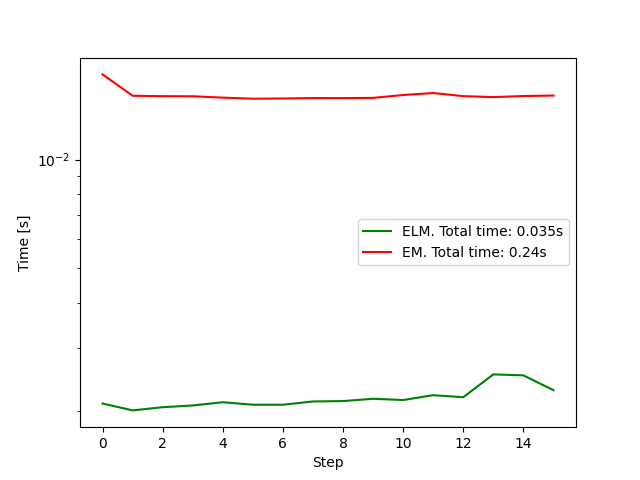 10⁻²
Time [s]
ELM. Total time: 0.035s
EM. Total time: 0.24s
0 2 4 6 8 10 12 14
Step